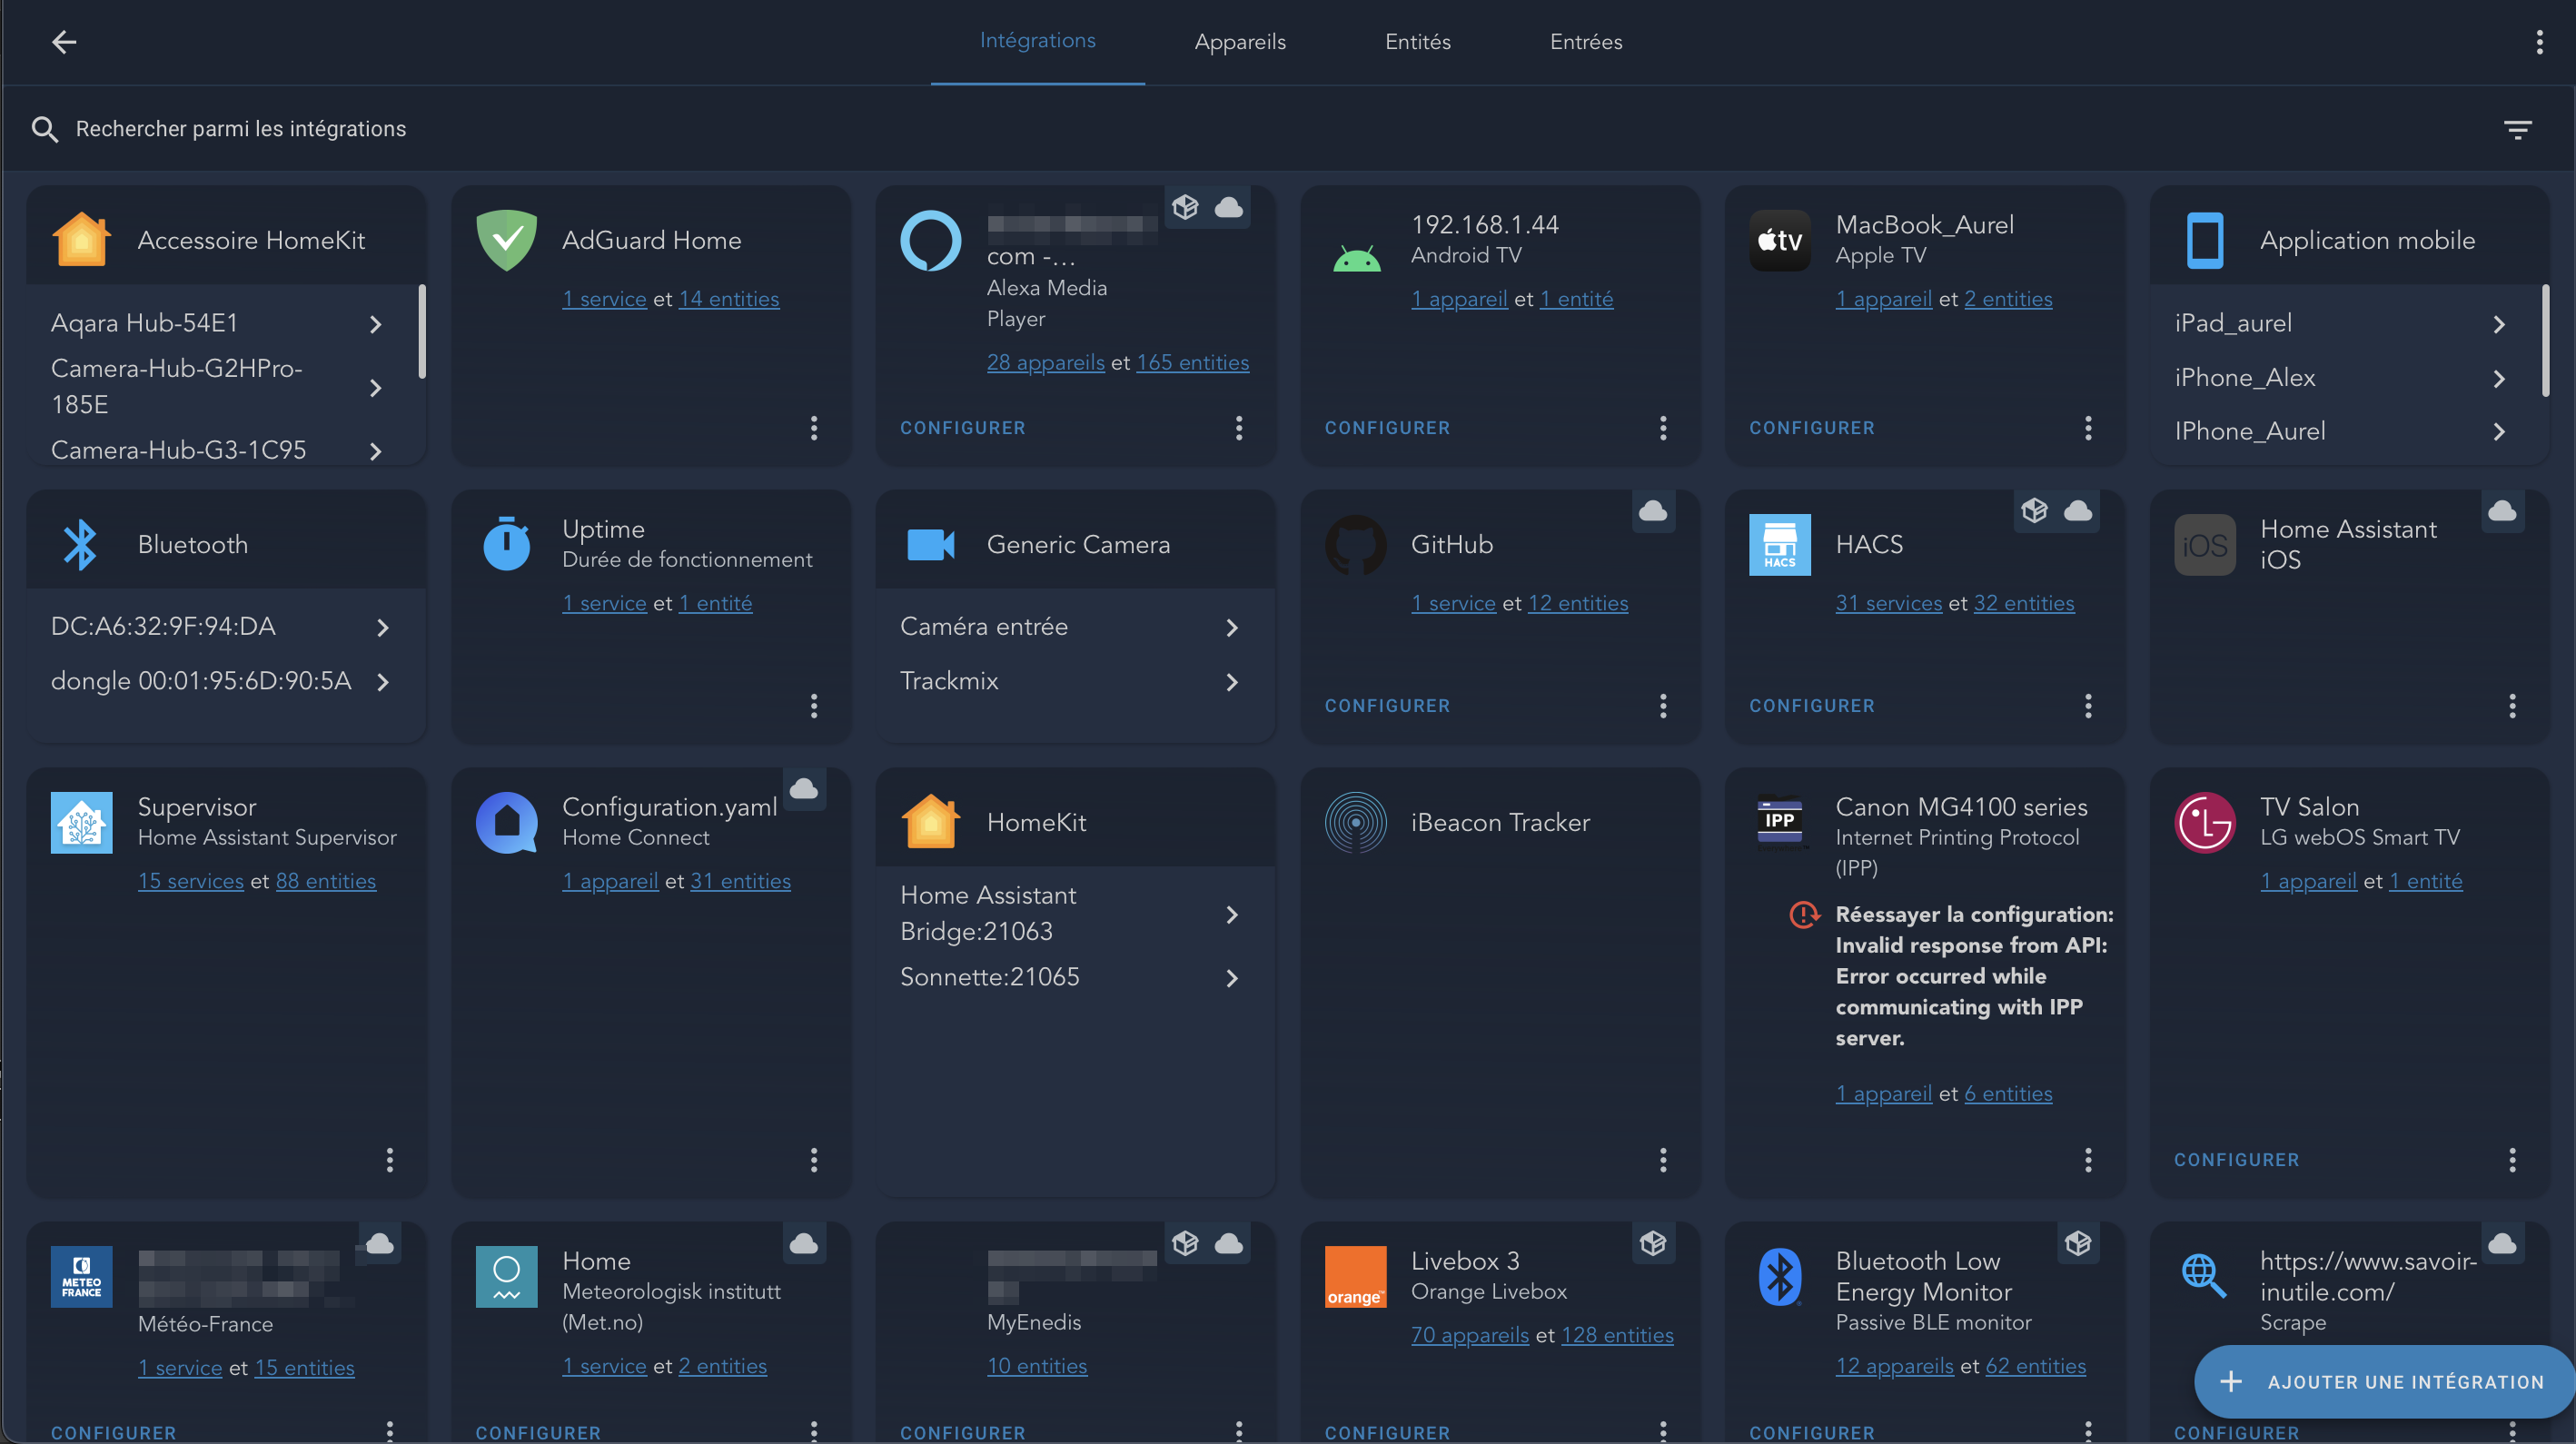 Intégrations
Appareils
Entités
Entrées
Rechercher parmi les intégrations
Accessoire HomeKit
Aqara Hub-54E1
Camera-Hub-G2HPro-
185E
Camera-Hub-G3-1C95
AdGuard Home
1 service et 14 entities
com -...
Alexa Media
Player
28 appareils et 165 entities
CONFIGURER
192.168.1.44
Android TV
1 appareil et 1 entité
CONFIGURER
tv
MacBook_Aurel
Apple TV
1 appareil et 2 entities
CONFIGURER
Application mobile
iPad_aurel
iPhone_Alex
IPhone_Aurel
Bluetooth
DC:A6:32:9F:94:DA
dongle 00:01:95:6D:90:5A
Uptime
Durée de fonctionnement
1 service et 1 entité
Generic Camera
Caméra entrée
Trackmix
GitHub
1 service et 12 entities
CONFIGURER
HACS
HACS
31 services et 32 entities
CONFIGURER
iOS
Home Assistant
iOS
Supervisor
Home Assistant Supervisor
15 services et 88 entities
Configuration.yaml
Home Connect
1 appareil et 31 entities
HomeKit
Home Assistant
Bridge:21063
Sonnette:21065
iBeacon Tracker
IPP
Canon MG4100 series
Internet Printing Protocol
(IPP)
Réessayer la configuration:
Invalid response from API:
Error occurred while
communicating with IPP
server.
1 appareil et 6 entities
LG
TV Salon
LG webOS Smart TV
1 appareil et 1 entité
CONFIGURER
METEO
FRANCE
Météo-France
1 service et 15 entities
CONFIGURER
Home
Meteorologisk institutt
(Met.no)
1 service et 2 entities
CONFIGURER
MyEnedis
10 entities
CONFIGURER
orange™
Livebox 3
Orange Livebox
70 appareils et 128 entities
CONFIGURER
Bluetooth Low
Energy Monitor
Passive BLE monitor
12 appareils et 62 entities
CONFIGURER
https://www.savoir-
inutile.com/
Scrape
CONFIGURER
AJOUTER UNE INTÉGRATION